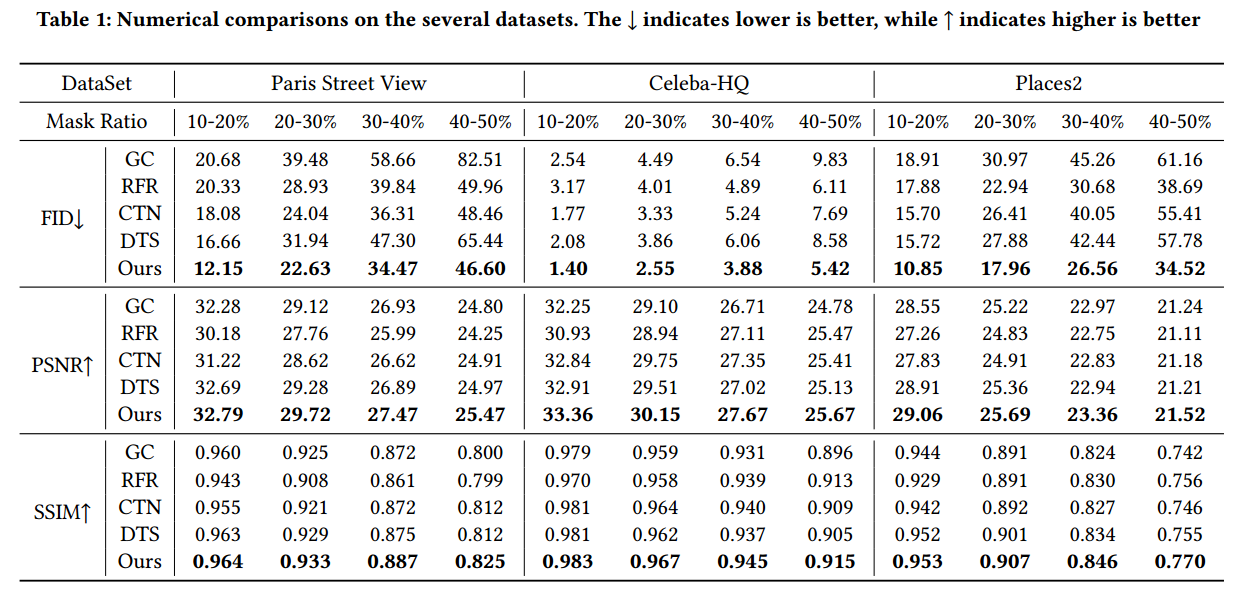 Table 1: Numerical comparisons on the several datasets. The ↓ indicates lower is better, while ↑ indicates higher is better
DataSet Paris Street View Celeba-HQ Places2
Mask Ratio 10-20% 20-30% 30-40% 40-50% 10-20% 20-30% 30-40% 40-50% 10-20% 20-30% 30-40% 40-50%
GC 20.68 39.48 58.66 82.51 2.54 4.49 6.54 9.83 18.91 30.97 45.26 61.16
RFR 20.33 28.93 39.84 49.96 3.17 4.01 4.89 6.11 17.88 22.94 30.68 38.69
FID↓ CTN 18.08 24.04 36.31 48.46 1.77 3.33 5.24 7.69 15.70 26.41 40.05 55.41
DTS 16.66 31.94 47.30 65.44 2.08 3.86 6.06 8.58 15.72 27.88 42.44 57.78
Ours 12.15 22.63 34.47 46.60 1.40 2.55 3.88 5.42 10.85 17.96 26.56 34.52
GC 32.28 29.12 26.93 24.80 32.25 29.10 26.71 24.78 28.55 25.22 22.97 21.24
RFR 30.18 27.76 25.99 24.25 30.93 28.94 27.11 25.47 27.26 24.83 22.75 21.11
PSNR↑ CTN 31.22 28.62 26.62 24.91 32.84 29.75 27.35 25.41 27.83 24.91 22.83 21.18
DTS 32.69 29.28 26.89 24.97 32.91 29.51 27.02 25.13 28.91 25.36 22.94 21.21
Ours 32.79 29.72 27.47 25.47 33.36 30.15 27.67 25.67 29.06 25.69 23.36 21.52
GC 0.960 0.925 0.872 0.800 0.979 0.959 0.931 0.896 0.944 0.891 0.824 0.742
RFR 0.943 0.908 0.861 0.799 0.970 0.958 0.939 0.913 0.929 0.891 0.830 0.756
SSIM↑ CTN 0.955 0.921 0.872 0.812 0.981 0.964 0.940 0.909 0.942 0.892 0.827 0.746
DTS 0.963 0.929 0.875 0.812 0.981 0.962 0.937 0.905 0.952 0.901 0.834 0.755
Ours 0.964 0.933 0.887 0.825 0.983 0.967 0.945 0.915 0.953 0.907 0.846 0.770